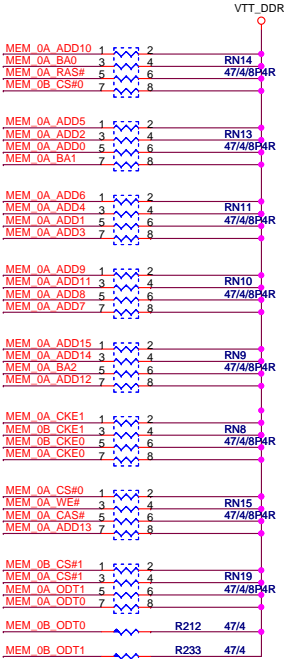 VTT_DDR
MEM_0A_ADD10 1 2
MEM_0A_BA0 3 4 RN14
MEM_0A_RAS# 5 6 47/4/8P4R
MEM_0B_CS#0 7 8
MEM_0A_ADD5 1 2
MEM_0A_ADD2 3 4 RN13
MEM_0A_ADD0 5 6 47/4/8P4R
MEM_0A_BA1 7 8
MEM_0A_ADD6 1 2
MEM_0A_ADD4 3 4 RN11
MEM_0A_ADD1 5 6 47/4/8P4R
MEM_0A_ADD3 7 8
MEM_0A_ADD9 1 2
MEM_0A_ADD11 3 4 RN10
MEM_0A_ADD8 5 6 47/4/8P4R
MEM_0A_ADD7 7 8
MEM_0A_ADD15 1 2
MEM_0A_ADD14 3 4 RN9
MEM_0A_BA2 5 6 47/4/8P4R
MEM_0A_ADD12 7 8
MEM_0A_CKE1 1 2
MEM_0B_CKE1 3 4 RN8
MEM_0B_CKE0 5 6 47/4/8P4R
MEM_0A_CKE0 7 8
MEM_0A_CS#0 1 2
MEM_0A_WE# 3 4 RN15
MEM_0A_CAS# 5 6 47/4/8P4R
MEM_0A_ADD13 7 8
MEM_0B_CS#1 1 2
MEM_0A_CS#1 3 4 RN19
MEM_0A_ODT1 5 6 47/4/8P4R
MEM_0A_ODT0 7 8
MEM_0B_ODT0 R212 47/4
MEM_0B_ODT1 R233 47/4